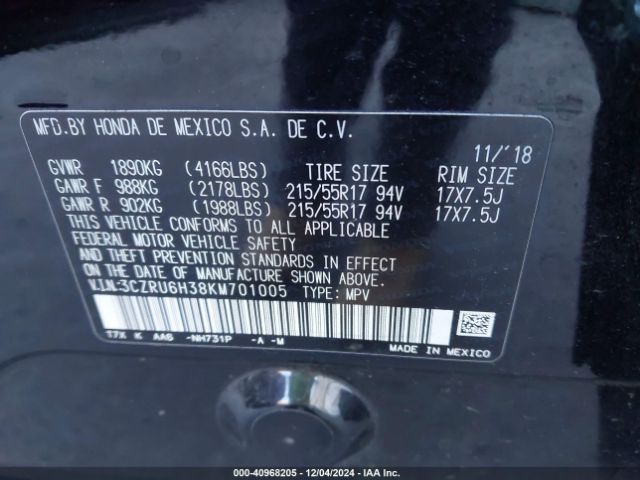 MFD.BY HONDA DE MEXICO S.A. DE C.V.
11/'18
GVWR 1890KG (4166LBS) TIRE SIZE RIM SIZE
GAWR F 988KG (2178LBS) 215/55R17 94V 17X7.5J
GAWR R 902KG (1988LBS) 215/55R17 94V 17X7.5J
THIS VEHICLE CONFORMS TO ALL APPLICABLE
FEDERAL MOTOR VEHICLE SAFETY
AND THEFT PREVENTION STANDARDS IN EFFECT
ON THE DATE OF MANUFACTURE SHOWN ABOVE.
V.I.N:3CZRU6H38KM701005 TYPE: MPV
T7X K AA6 -NH731P -A -M
MADE IN MEXICO
000-40968205 - 12/04/2024 - IAA Inc.